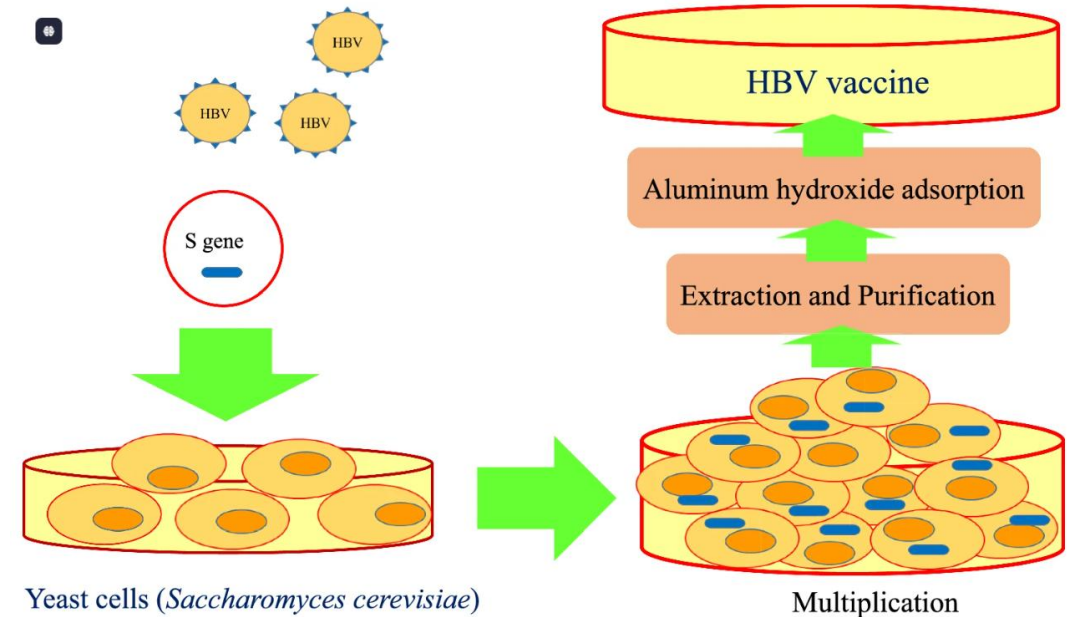 HBV
HBV
HBV
S gene
Yeast cells (Saccharomyces cerevisiae)
HBV vaccine
Aluminum hydroxide adsorption
Extraction and Purification
Multiplication